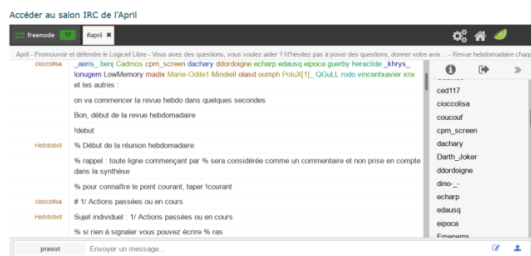 Accéder au salon IRC de l'April
freenode 17 #april ×
April - Promouvoir et défendre le Logiciel Libre - Vous avez des questions, vous voulez aider ? N'hésitez pas à poser des questions, donner votre avis... - Revue hebdomadaire chaq
cioccolisa _aeris_ benj Cadmos cpm_screen dachary ddordoigne echarp edausq eipoca guerby heraclide _khrys_
lonugem LowMemory madix Marie-Odile1 Mindiell olasd oumph PoluX[1]_ QGuLL rodo vincentxavier xnx
et les autres :
on va commencer la revue hebdo dans quelques secondes
Bon, début de la revue hebdomadaire
!debut
Hebdobot % Début de la réunion hebdomadaire
% rappel : toute ligne commençant par % sera considérée comme un commentaire et non prise en compte
dans la synthèse
% pour connaître le point courant, taper !courant
cioccolisa # 1/ Actions passées ou en cours
Hebdobot Sujet individuel : 1/ Actions passées ou en cours
% si rien à signaler vous pouvez écrire % ras
ced117
cioccolisa
coucouf
cpm_screen
dachary
Darth_Joker
ddordoigne
dino-_-
echarp
edausq
eipoca
praout Envoyer un message...